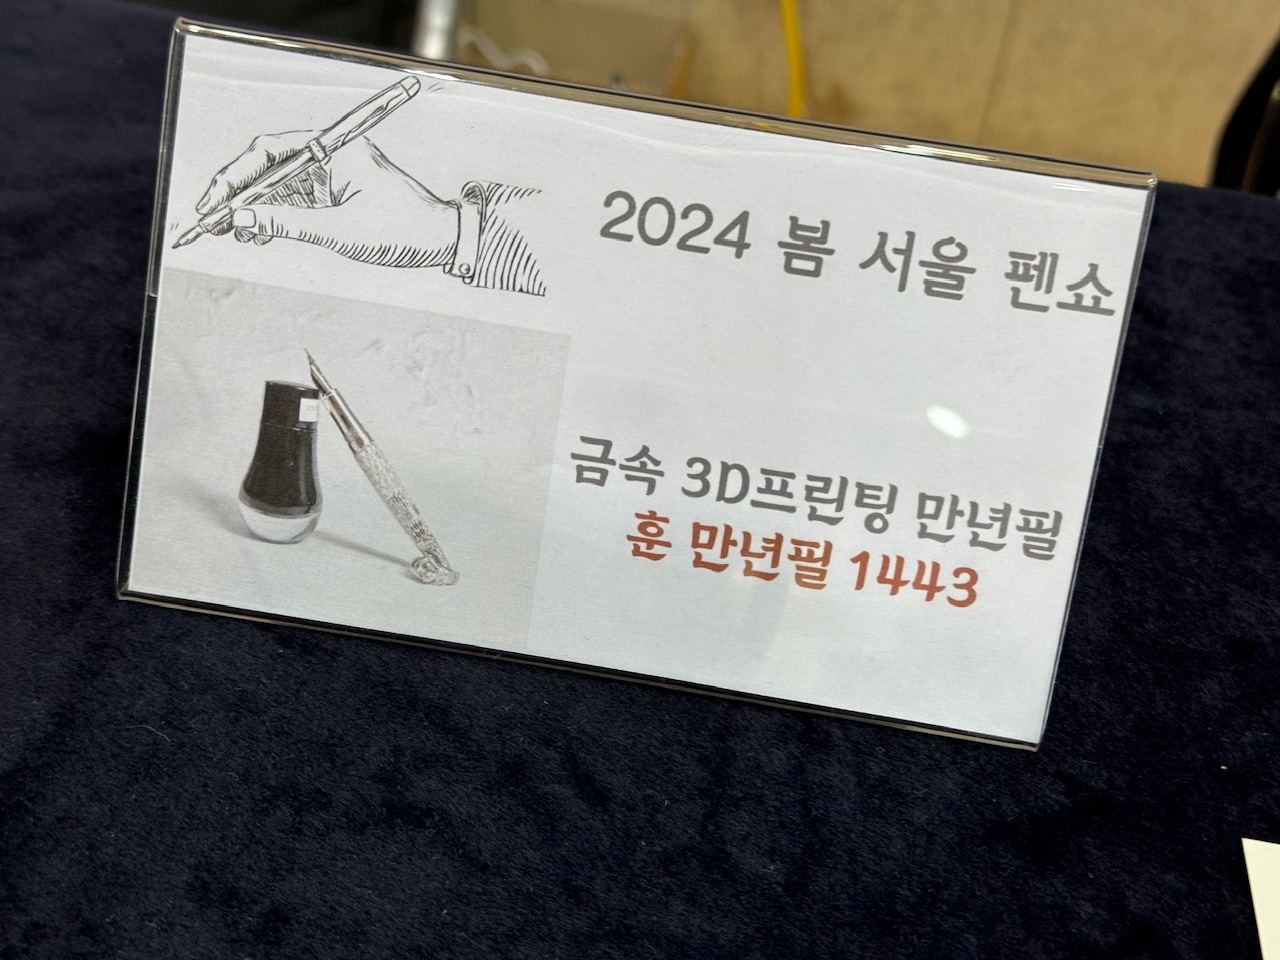 2024 봄 서울 펜쇼
금속 3D프린팅 만년필
훈 만년필 1443